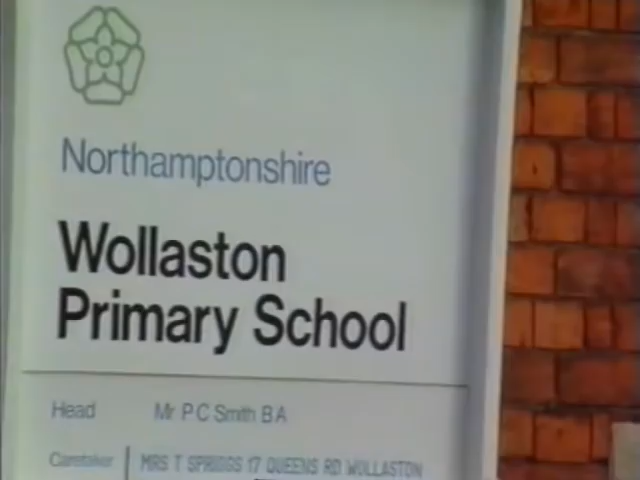 Northamptonshire
Wollaston
Primary School
Head Mr P C Smith B A
Caretaker MRS T SPRIGGS 17 QUEENS RD WOLLASTON